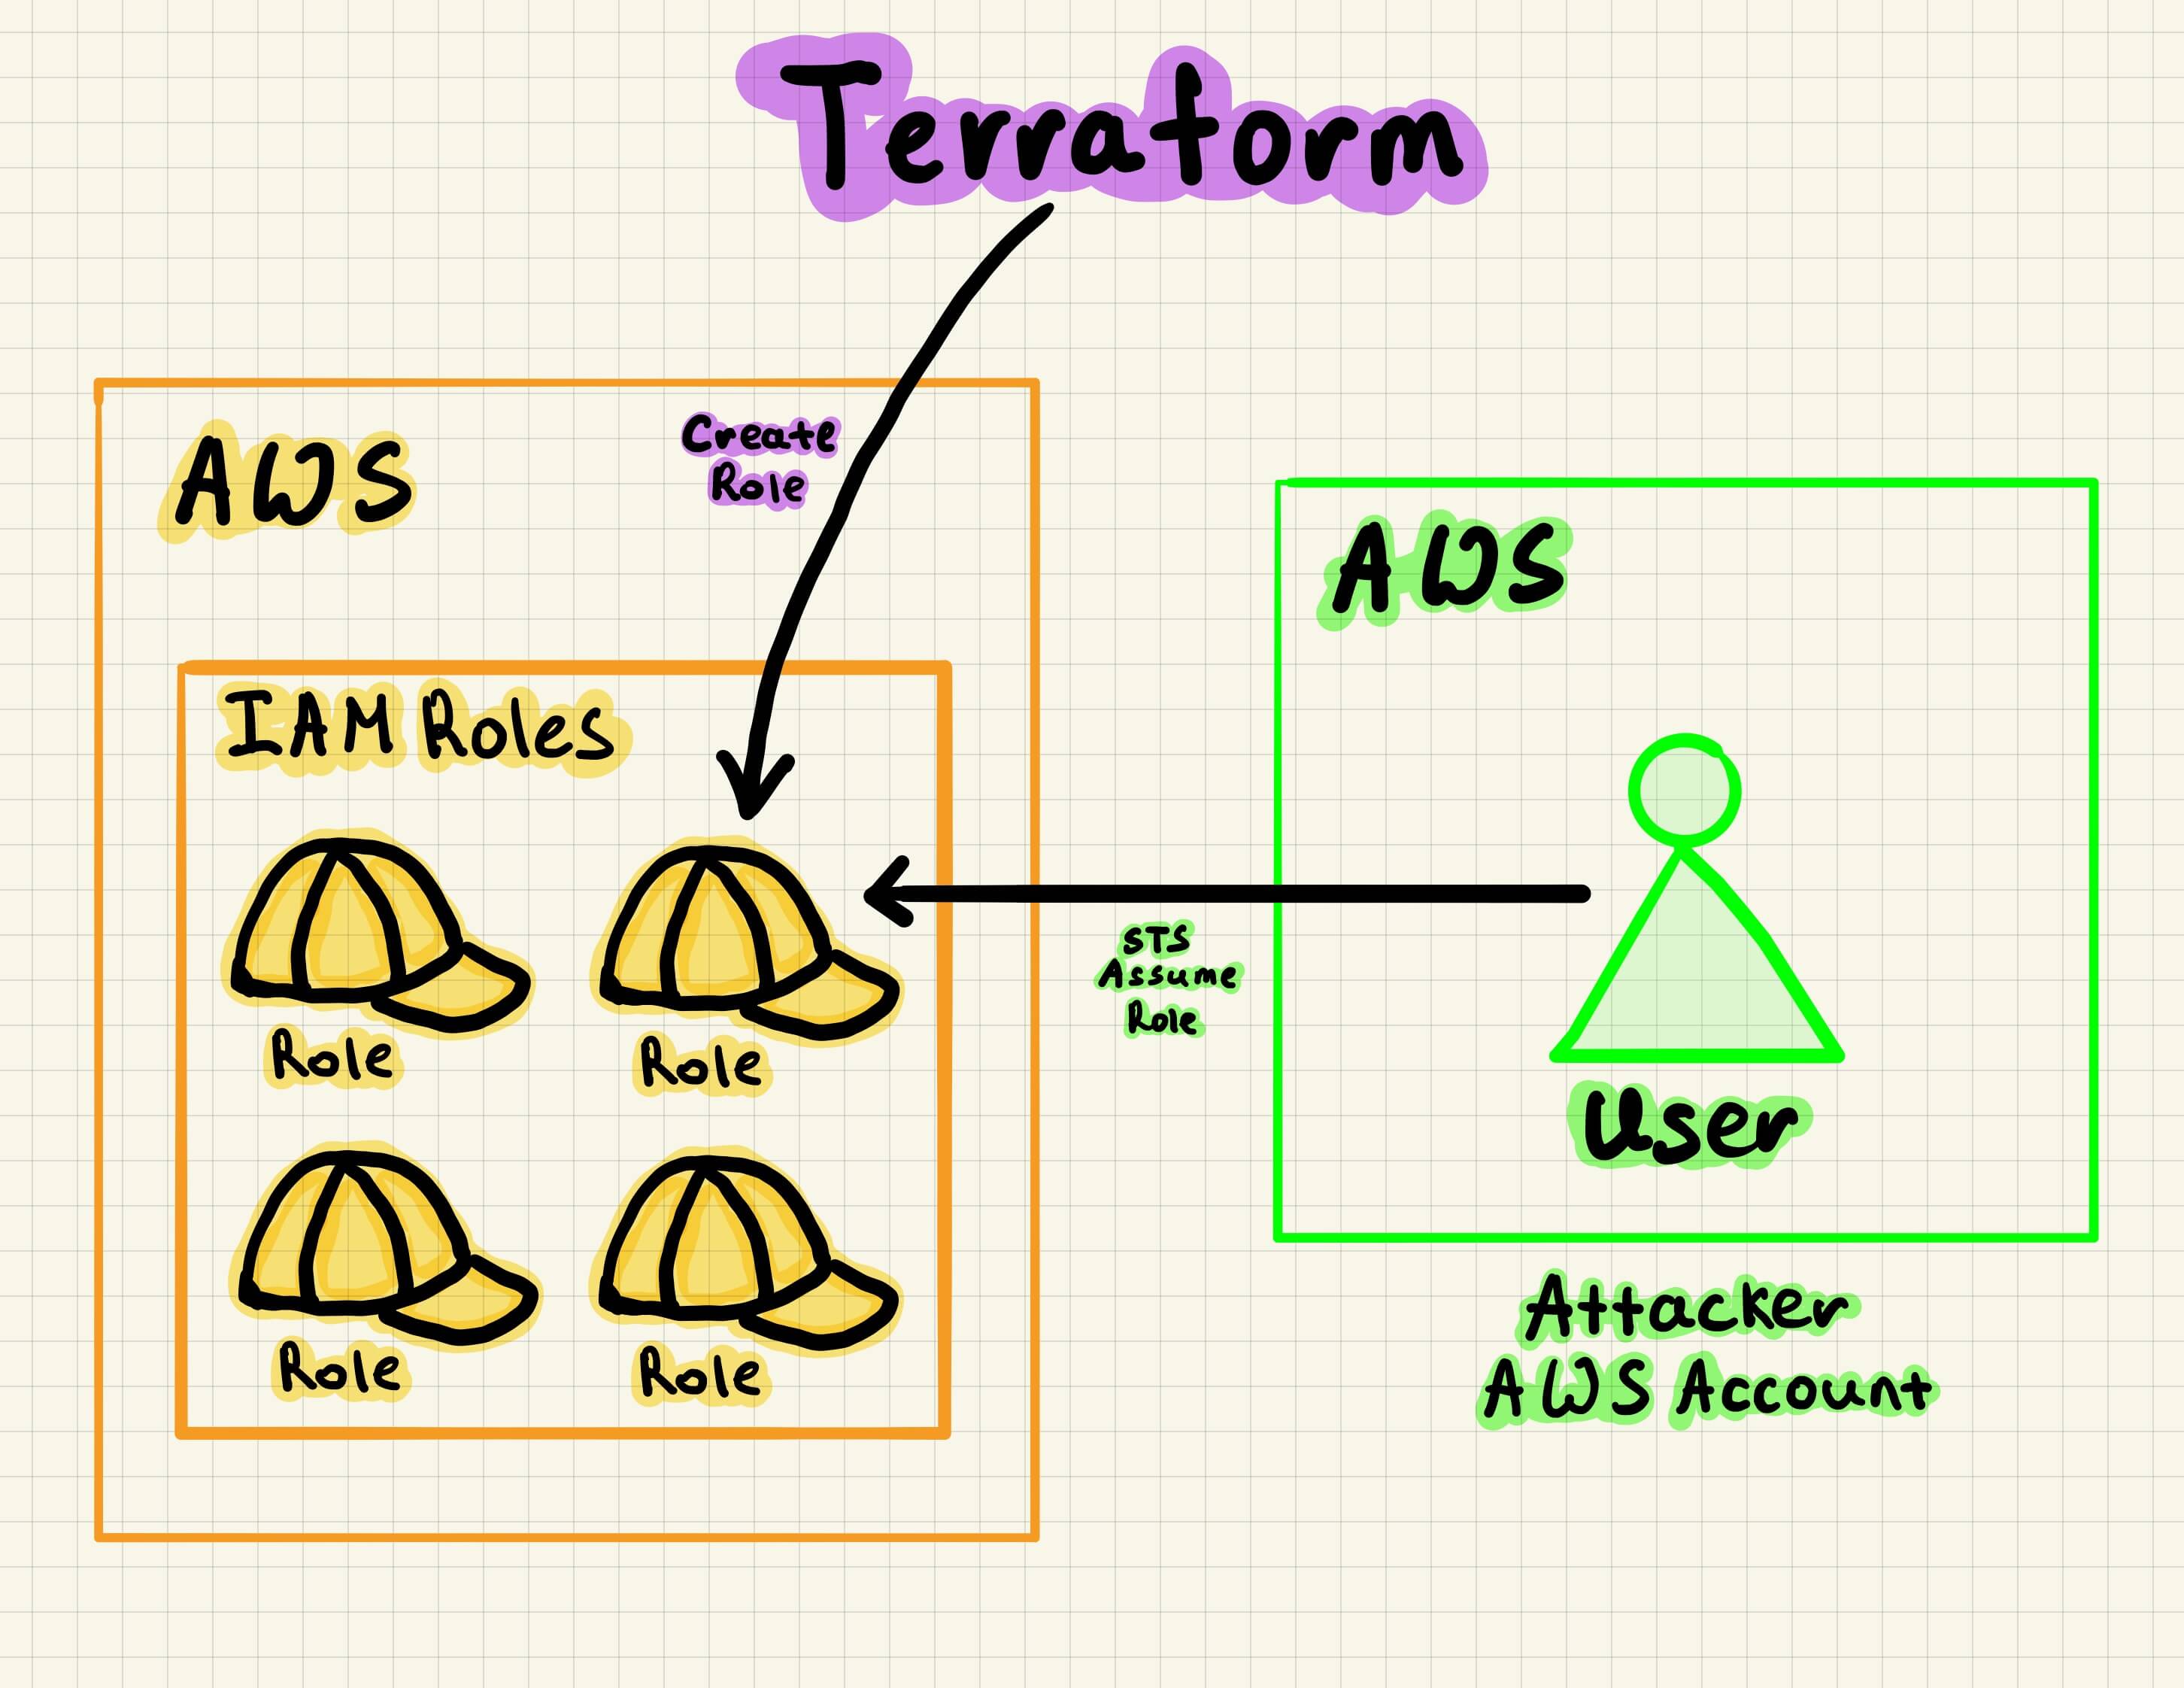 Terraform
AWS
Create
Role
IAM Roles
Role
Role
Role
Role
STS
Assume
Role
AWS
User
Attacker
AWS Account